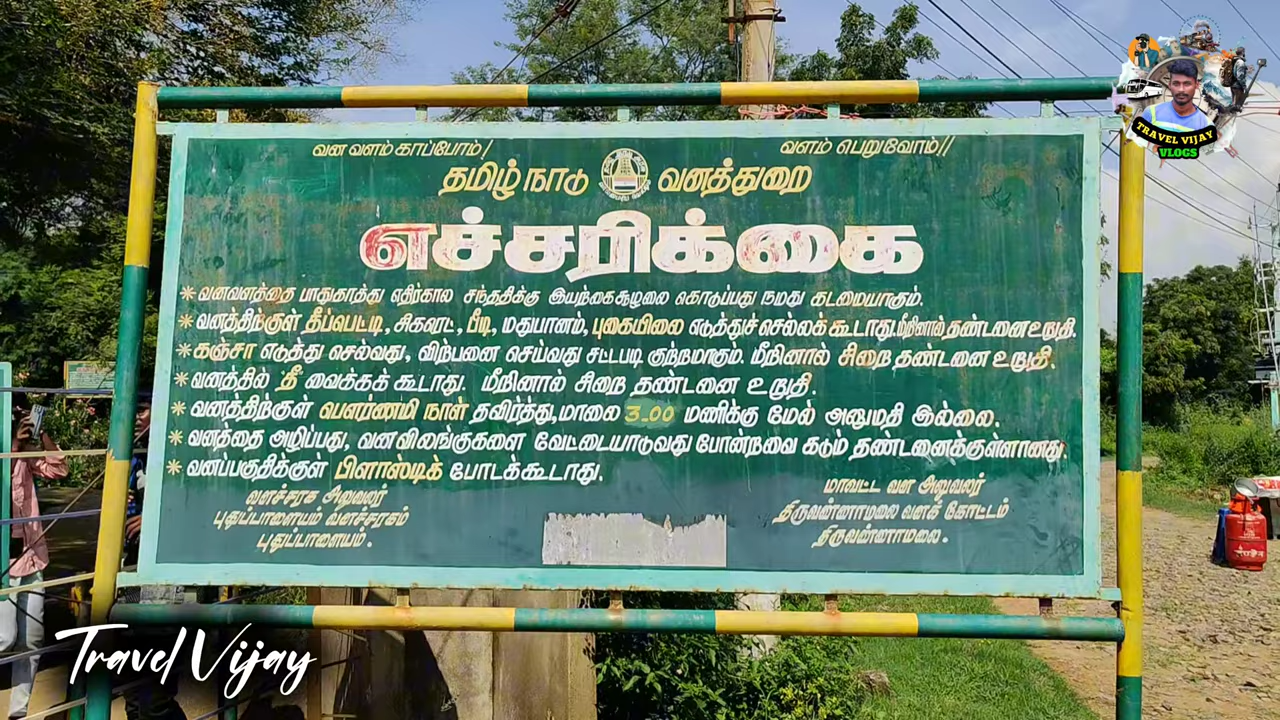 வன வளம் காப்போம்/ வளம் பெறுவோம்//
தமிழ் நாடு வனத்துறை
எச்சரிக்கை
* வனவளத்தை பாதுகாத்து எதிர்கால சந்ததிக்கு இயற்கைசூழலை கொடுப்பது நமது கடமையாகும்.
* வனத்திற்குள் தீப்பெட்டி, சிகரெட், பீடி, மதுபானம், புகையிலை எடுத்துச் செல்லக் கூடாது. மீறினால் தண்டனை உறுதி.
* கஞ்சா எடுத்து செல்வது, விற்பனை செய்வது சட்டபடி குற்றமாகும். மீறினால் சிறை தண்டனை உறுதி.
* வனத்தில் தீ வைக்கக் கூடாது. மீறினால் சிறை தண்டனை உறுதி.
* வனத்திற்குள் பௌர்ணமி நாள் தவிர்த்து, மாலை 3.00 மணிக்கு மேல் அனுமதி இல்லை.
* வனத்தை அழிப்பது, வனவிலங்குகளை வேட்டையாடுவது போன்றவை கடும் தண்டனைக்குள்ளானது.
* வனப்பகுதிக்குள் பிளாஸ்டிக் போடக்கூடாது.
வனச்சரக அலுவலர்
புதுப்பாளையம் வனச்சரகம்
புதுப்பாளையம்.
மாவட்ட வன அலுவலர்
திருவண்ணாமலை வனக் கோட்டம்
திருவண்ணாமலை.
TRAVEL VIJAY
VLOGS
Travel Vijay